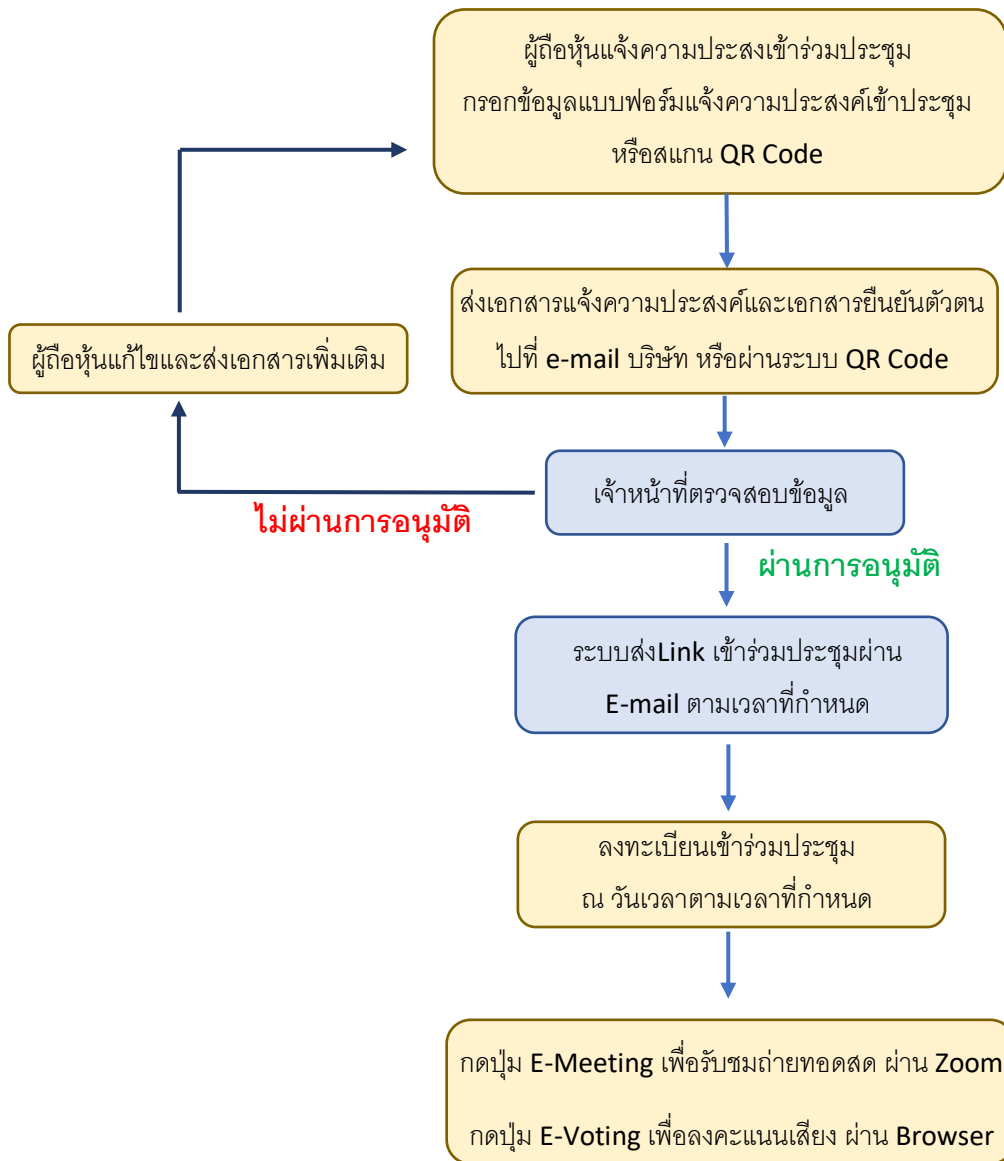 ผู้ถือหุ้นแจ้งความประสงเข้าร่วมประชุม
กรอกข้อมูลแบบฟอร์มแจ้งความประสงค์เข้าประชุม
หรือสแกน QR Code
ส่งเอกสารแจ้งความประสงค์และเอกสารยืนยันตัวตน
ไปที่ e-mail บริษัท หรือผ่านระบบ QR Code
ผู้ถือหุ้นแก้ไขและส่งเอกสารเพิ่มเติม
เจ้าหน้าที่ตรวจสอบข้อมูล
ไม่ผ่านการอนุมัติ
ผ่านการอนุมัติ
ระบบส่งLink เข้าร่วมประชุมผ่าน
E-mail ตามเวลาที่กำหนด
ลงทะเบียนเข้าร่วมประชุม
ณ วันเวลาตามเวลาที่กำหนด
กดปุ่ม E-Meeting เพื่อรับชมถ่ายทอดสด ผ่าน Zoom
กดปุ่ม E-Voting เพื่อลงคะแนนเสียง ผ่าน Browser